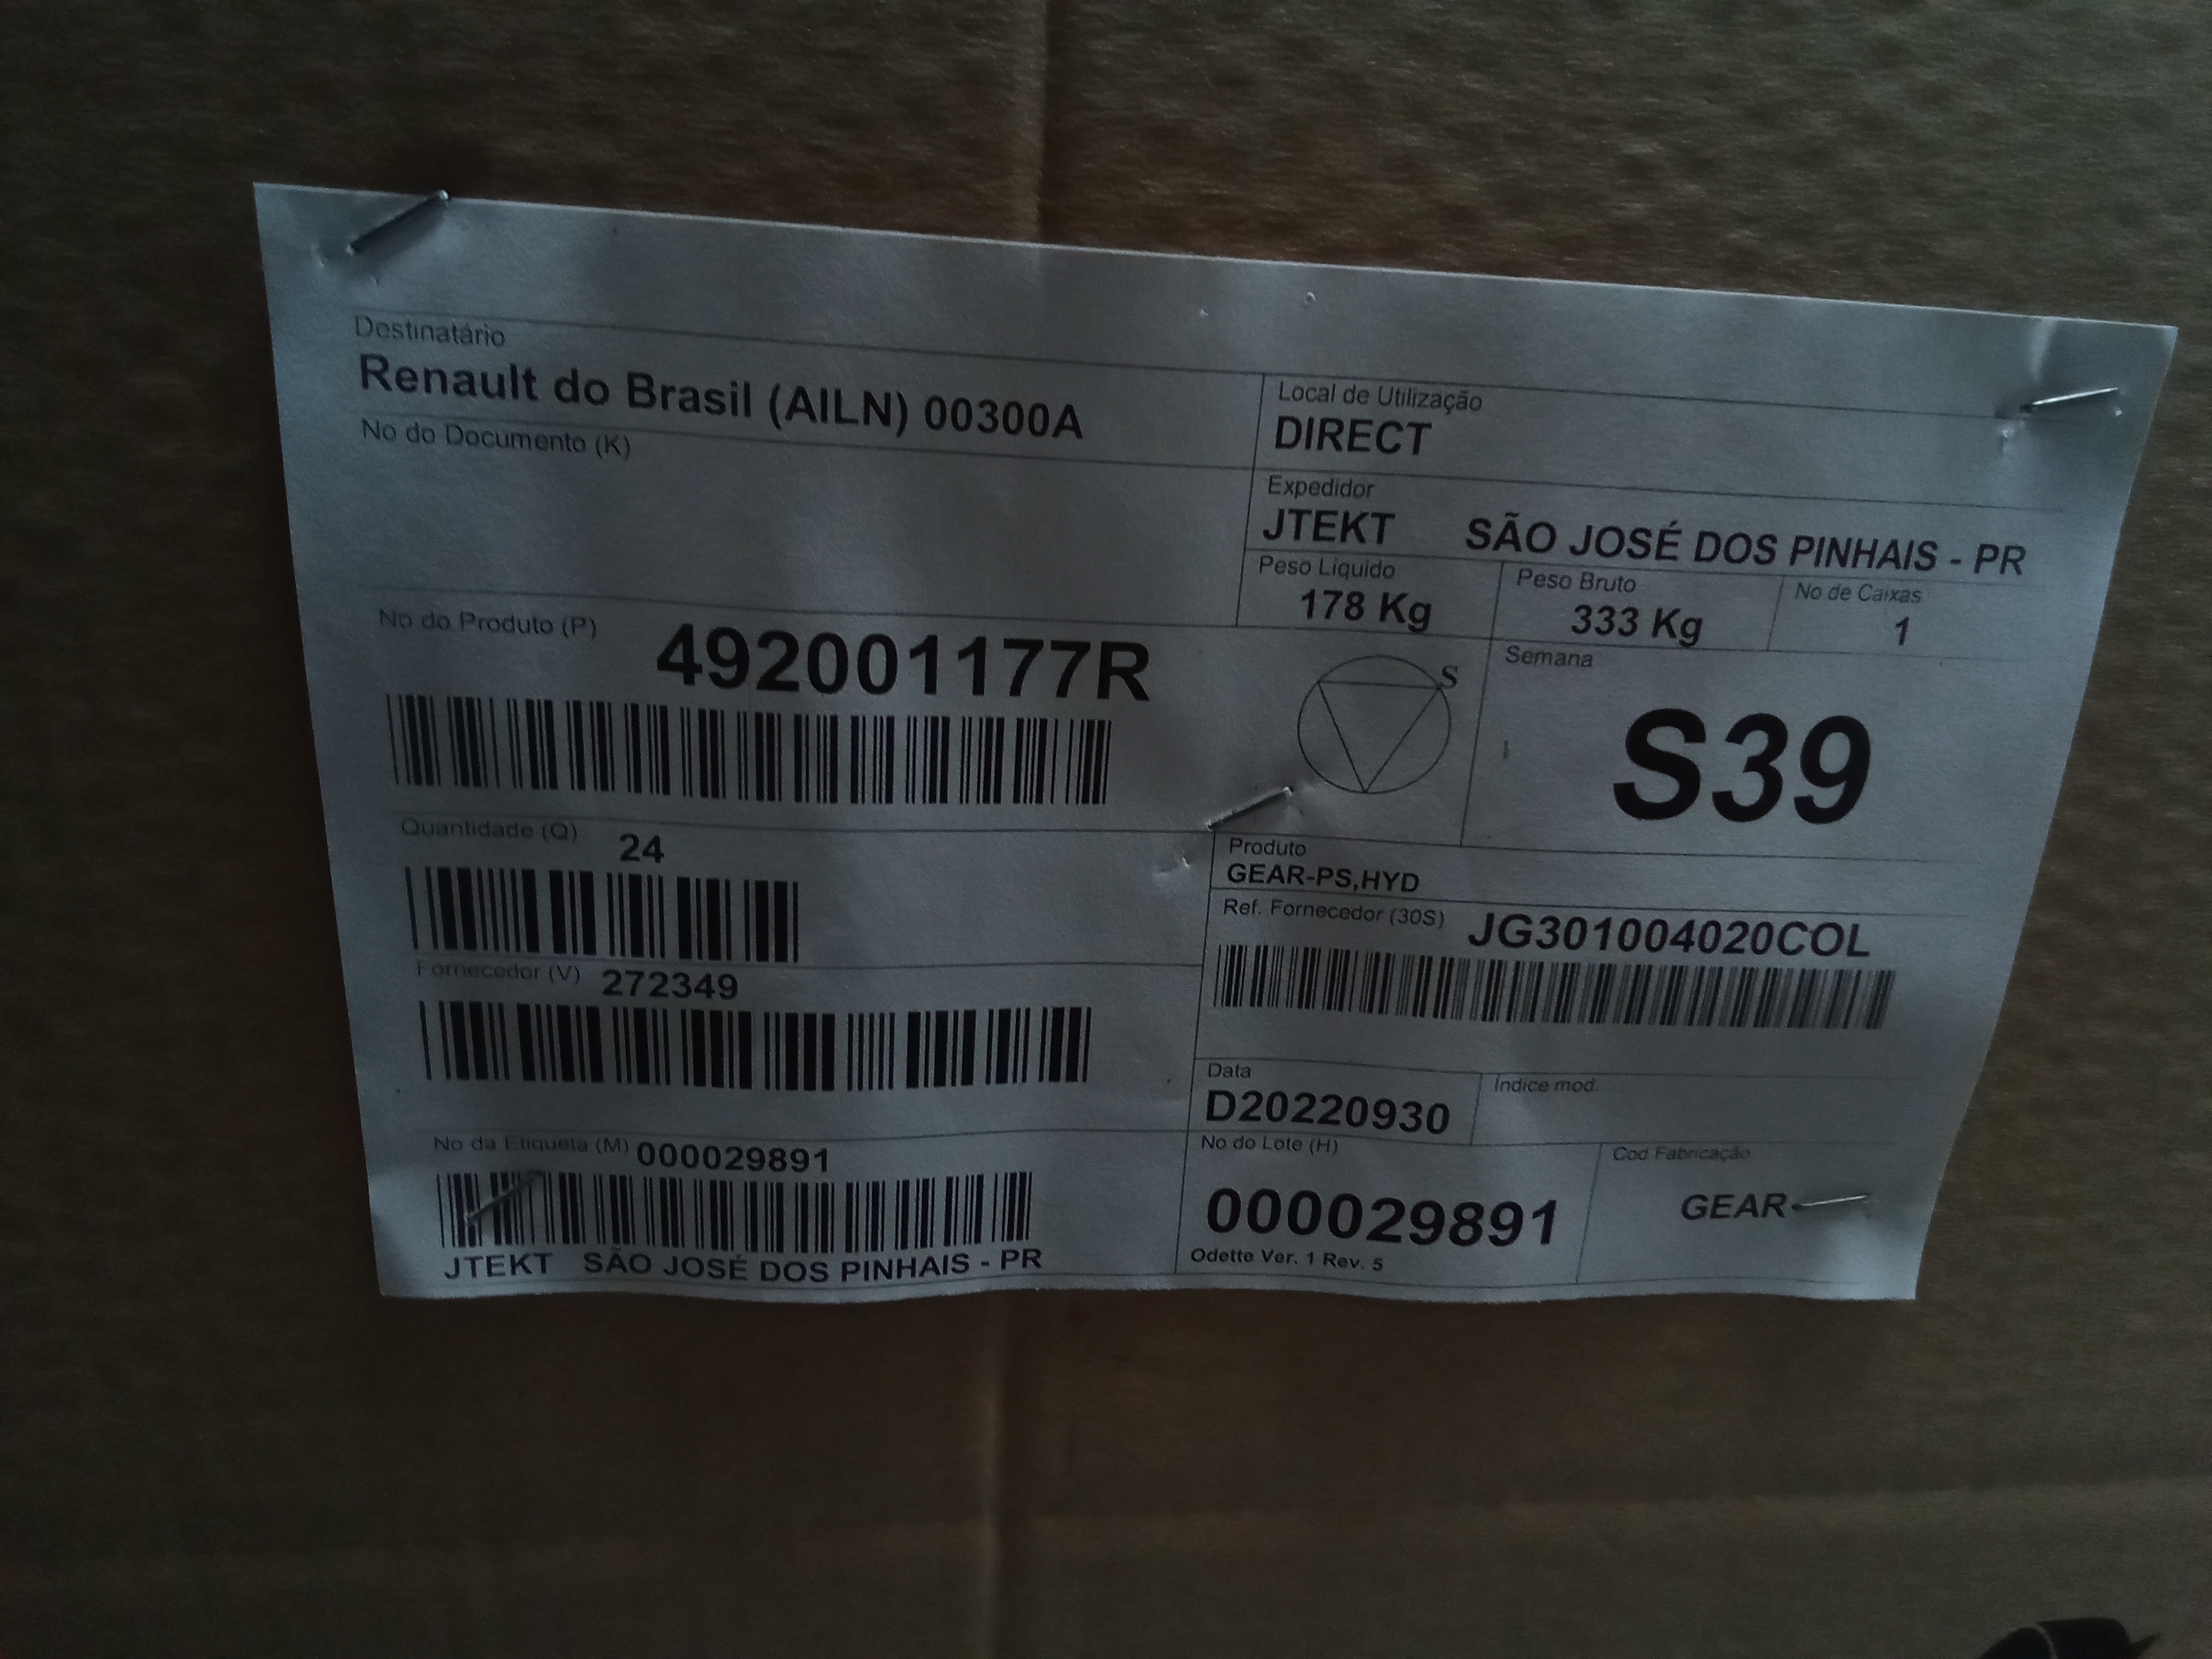 Destinatário
Renault do Brasil (AILN) 00300A
No do Documento (K)
Local de Utilização
DIRECT
Expedidor
JTEKT SÃO JOSÉ DOS PINHAIS - PR
Peso Líquido
178 Kg
Peso Bruto
333 Kg
No de Caixas
1
No do Produto (P) 492001177R
S
Semana
S39
Quantidade (Q) 24
Fornecedor (V) 272349
Produto
GEAR-PS,HYD
Ref. Fornecedor (30S) JG301004020COL
Data
D20220930
Índice mod
No da Etiqueta (M) 000029891
JTEKT SÃO JOSÉ DOS PINHAIS - PR
No do Lote (H)
000029891
Odette Ver. 1 Rev. 5
Cod Fabricação
GEAR